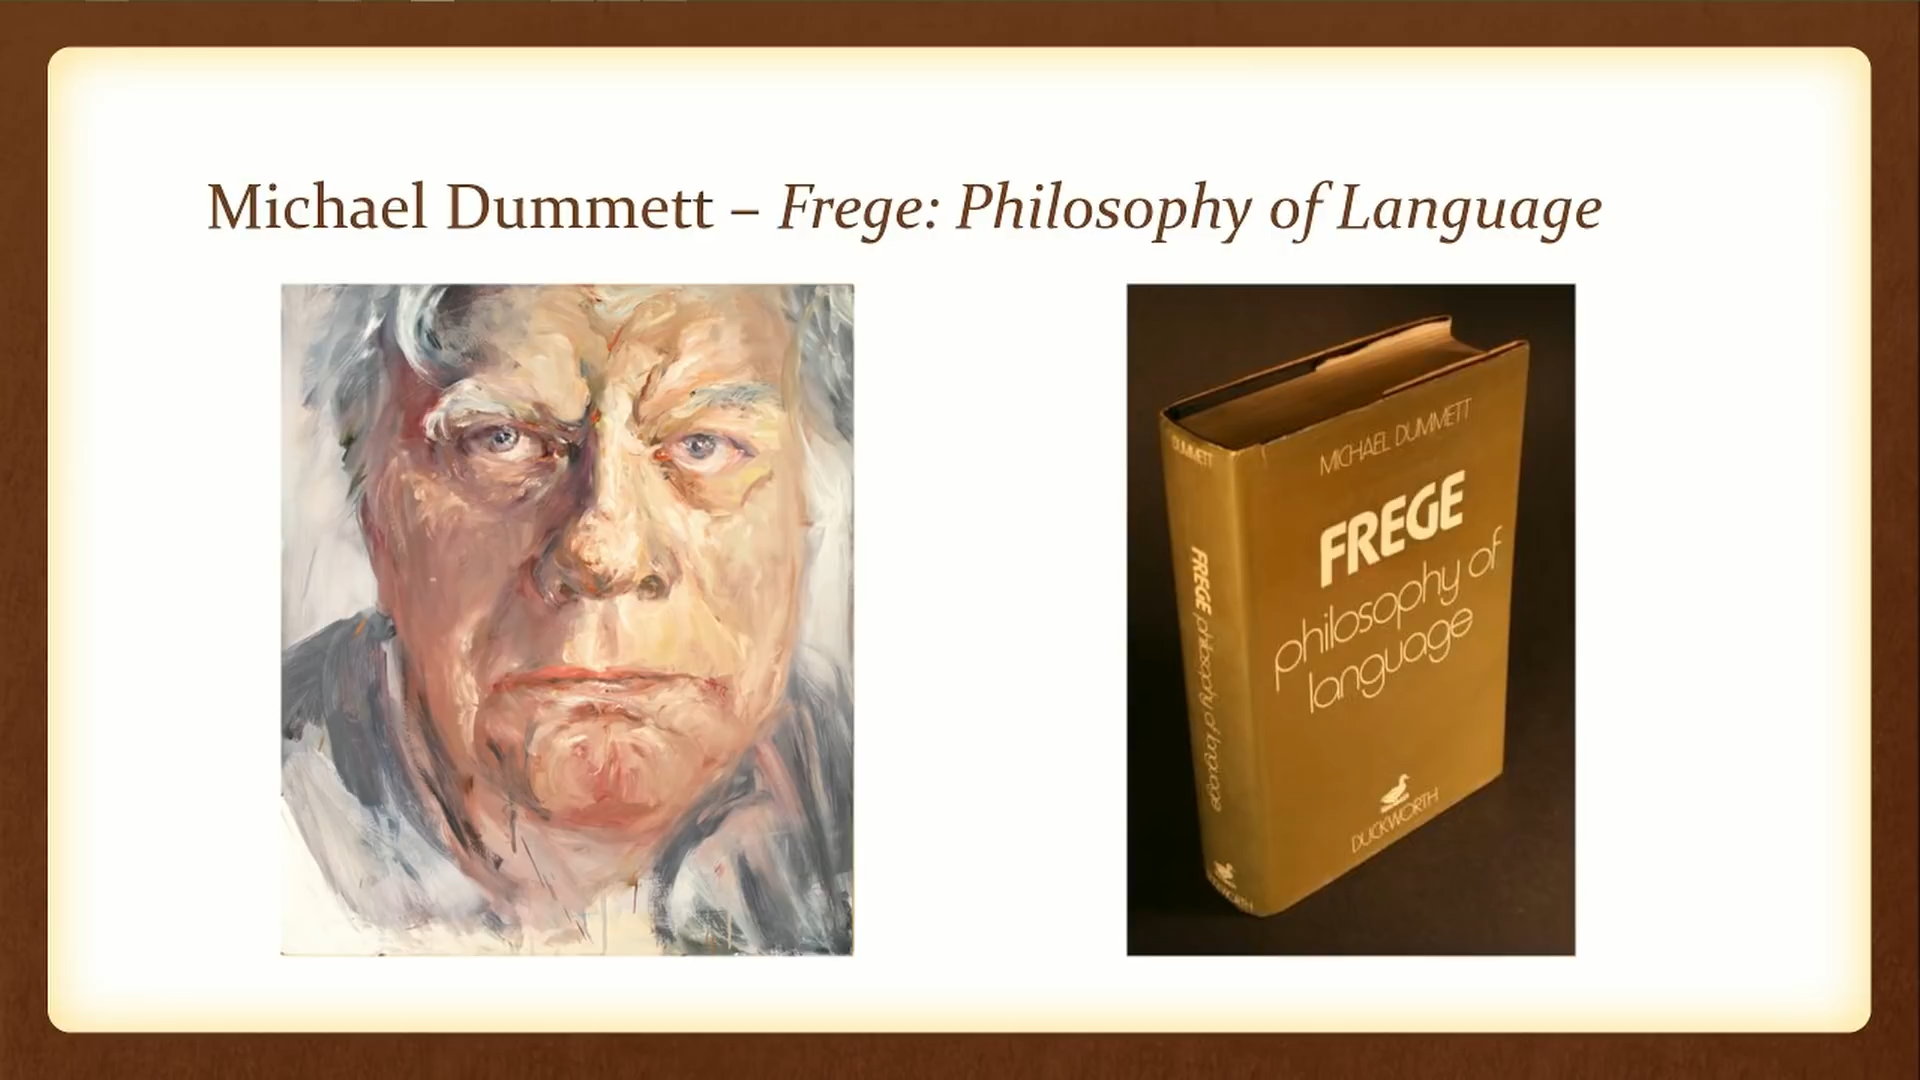 Michael Dummett – Frege: Philosophy of Language
MICHAEL DUMMETT
FREGE
philosophy of
language
DUCKWORTH
DUMMETT
FREGE philosophy of language
DUCKWORTH